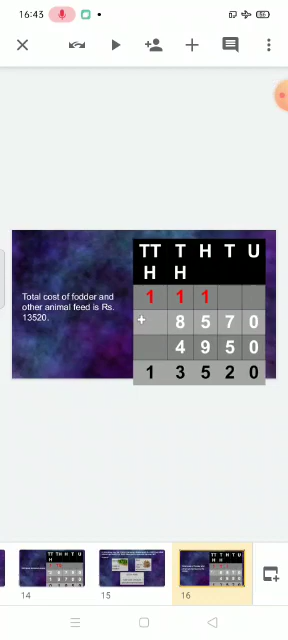 16:43
56
TT T H T U
H H
1 1 1
+ 8 5 7 0
4 9 5 0
1 3 5 2 0
Total cost of fodder and
other animal feed is Rs.
13520.
14
15
16